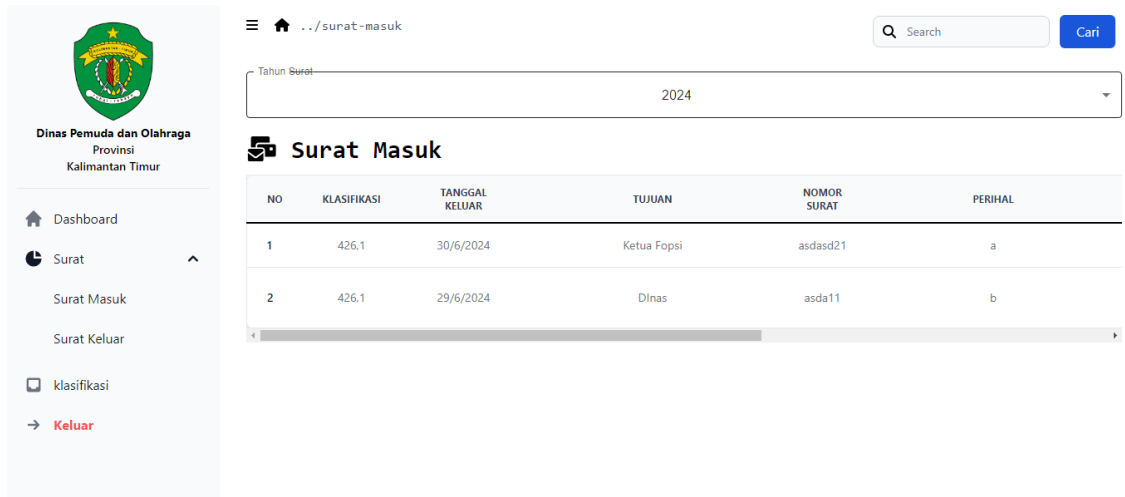 Dinas Pemuda dan Olahraga
Provinsi
Kalimantan Timur
Dashboard
Surat
Surat Masuk
Surat Keluar
klasifikasi
Keluar
../surat-masuk
Search
Cari
Tahun Surat
2024
Surat Masuk
NO KLASIFIKASI TANGGAL KELUAR TUJUAN NOMOR SURAT PERIHAL
1 426,1 30/6/2024 Ketua Fopsi asdasd21 a
2 426,1 29/6/2024 DInas asda11 b